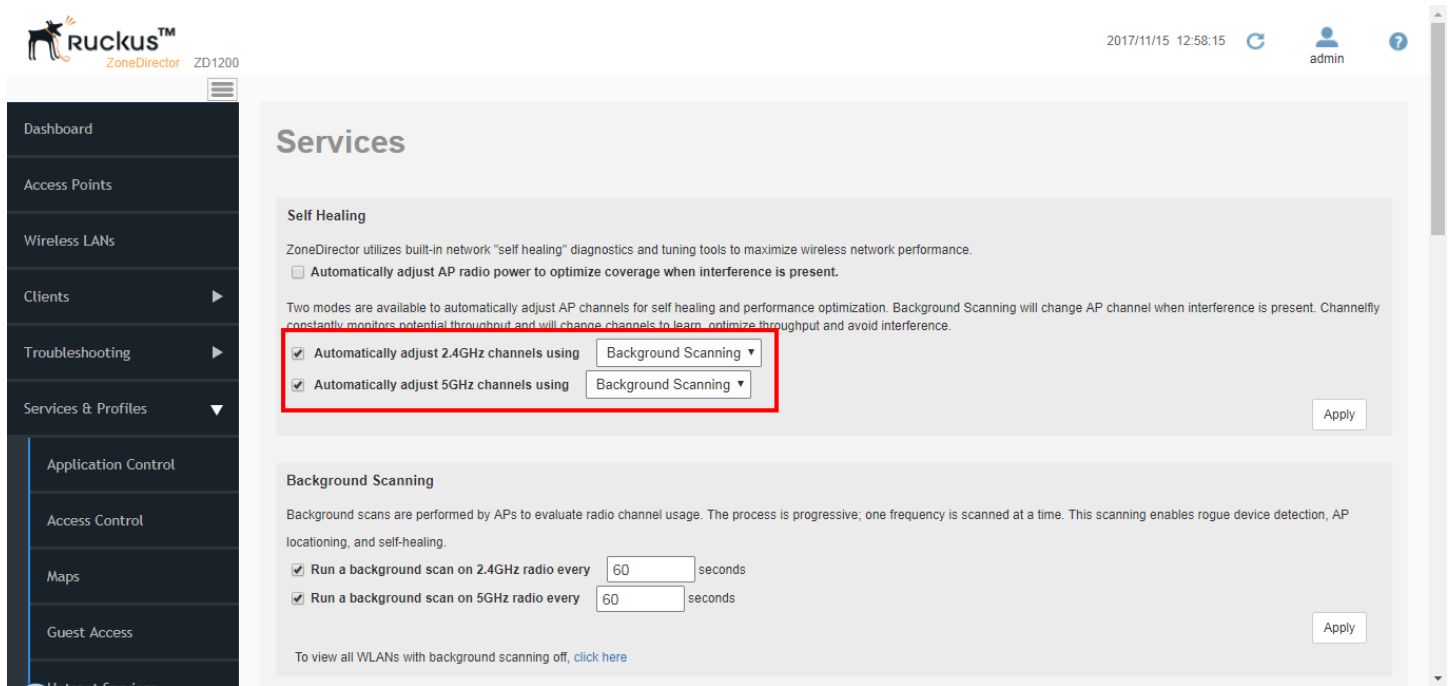 RUCKUS™
ZoneDirector ZD1200
2017/11/15 12:58:15
admin
?
Dashboard
Access Points
Wireless LANs
Clients
Troubleshooting
Services & Profiles
Application Control
Access Control
Maps
Guest Access
Services
Self Healing
ZoneDirector utilizes built-in network "self healing" diagnostics and tuning tools to maximize wireless network performance.
Automatically adjust AP radio power to optimize coverage when interference is present.
Two modes are available to automatically adjust AP channels for self healing and performance optimization. Background Scanning will change AP channel when interference is present. Channelfly
constantly monitors potential throughput and will change channels to learn, optimize throughput and avoid interference.
Automatically adjust 2.4GHz channels using Background Scanning
Automatically adjust 5GHz channels using Background Scanning
Apply
Background Scanning
Background scans are performed by APs to evaluate radio channel usage. The process is progressive; one frequency is scanned at a time. This scanning enables rogue device detection, AP
locationing, and self-healing.
Run a background scan on 2.4GHz radio every 60 seconds
Run a background scan on 5GHz radio every 60 seconds
Apply
To view all WLANs with background scanning off, click here